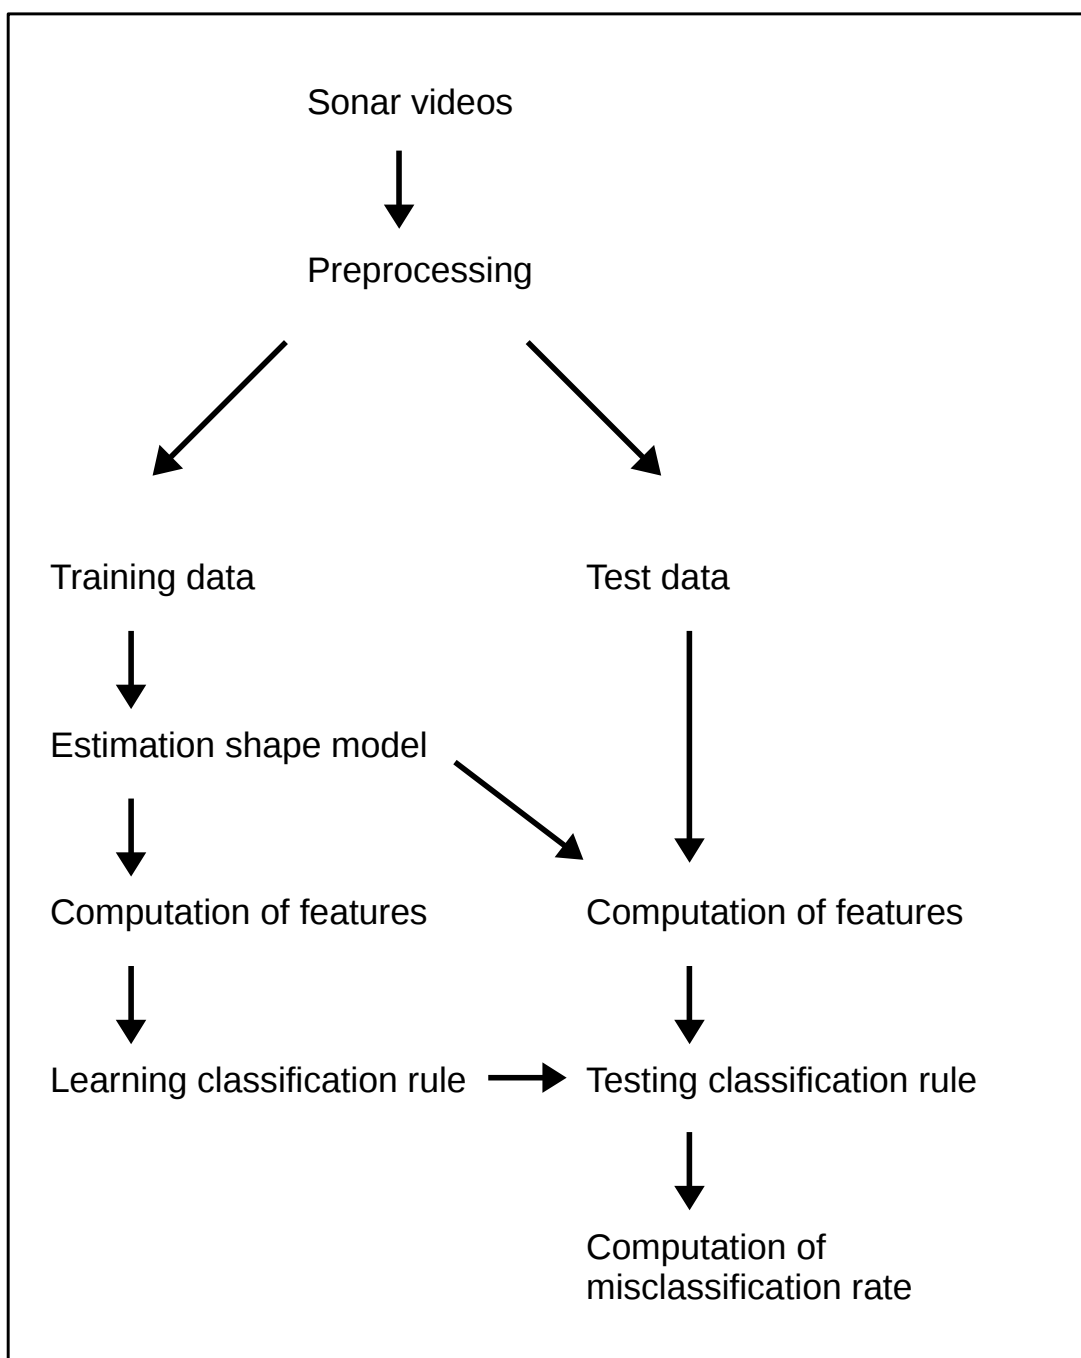 Sonar videos
Preprocessing
Training data
Test data
Estimation shape model
Computation of features
Computation of features
Learning classification rule
Testing classification rule
Computation of
misclassification rate